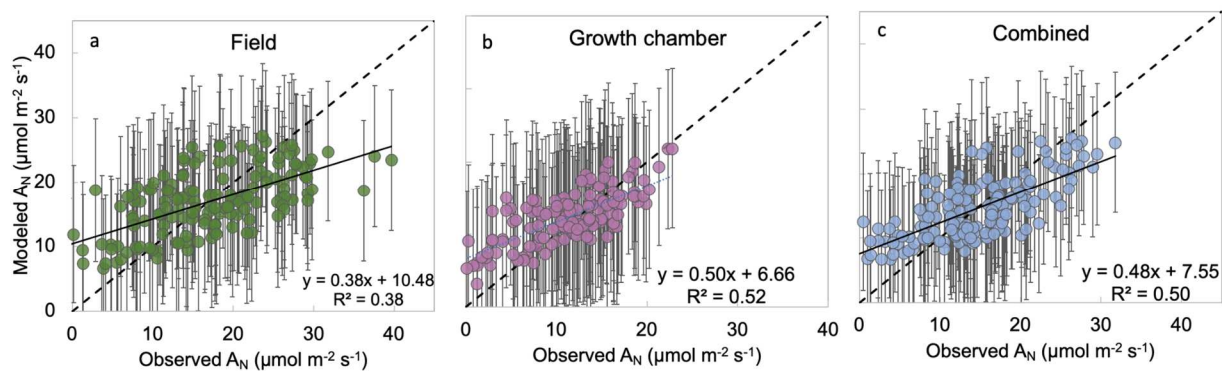 a
Field
Modeled A_N (µmol m⁻² s⁻¹)
40
30
20
10
0
y = 0.38x + 10.48
R² = 0.38
0 10 20 30 40
Observed A_N (µmol m⁻² s⁻¹)
b
Growth chamber
y = 0.50x + 6.66
R² = 0.52
0 10 20 30 40
Observed A_N (µmol m⁻² s⁻¹)
c
Combined
y = 0.48x + 7.55
R² = 0.50
0 10 20 30 40
Observed A_N (µmol m⁻² s⁻¹)